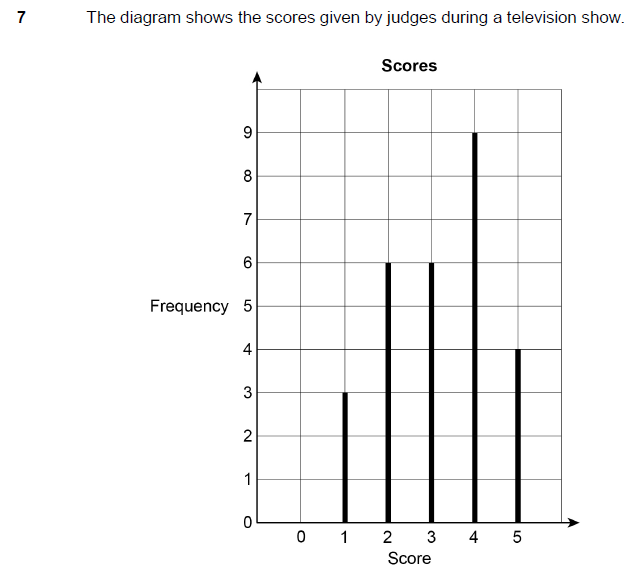 7 The diagram shows the scores given by judges during a television show.
Scores
9
8
7
6
Frequency 5
4
3
2
1
0
0 1 2 3 4 5
Score